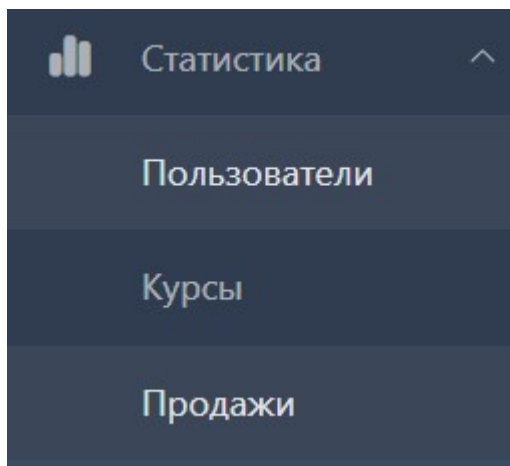 Статистика
Пользователи
Курсы
Продажи